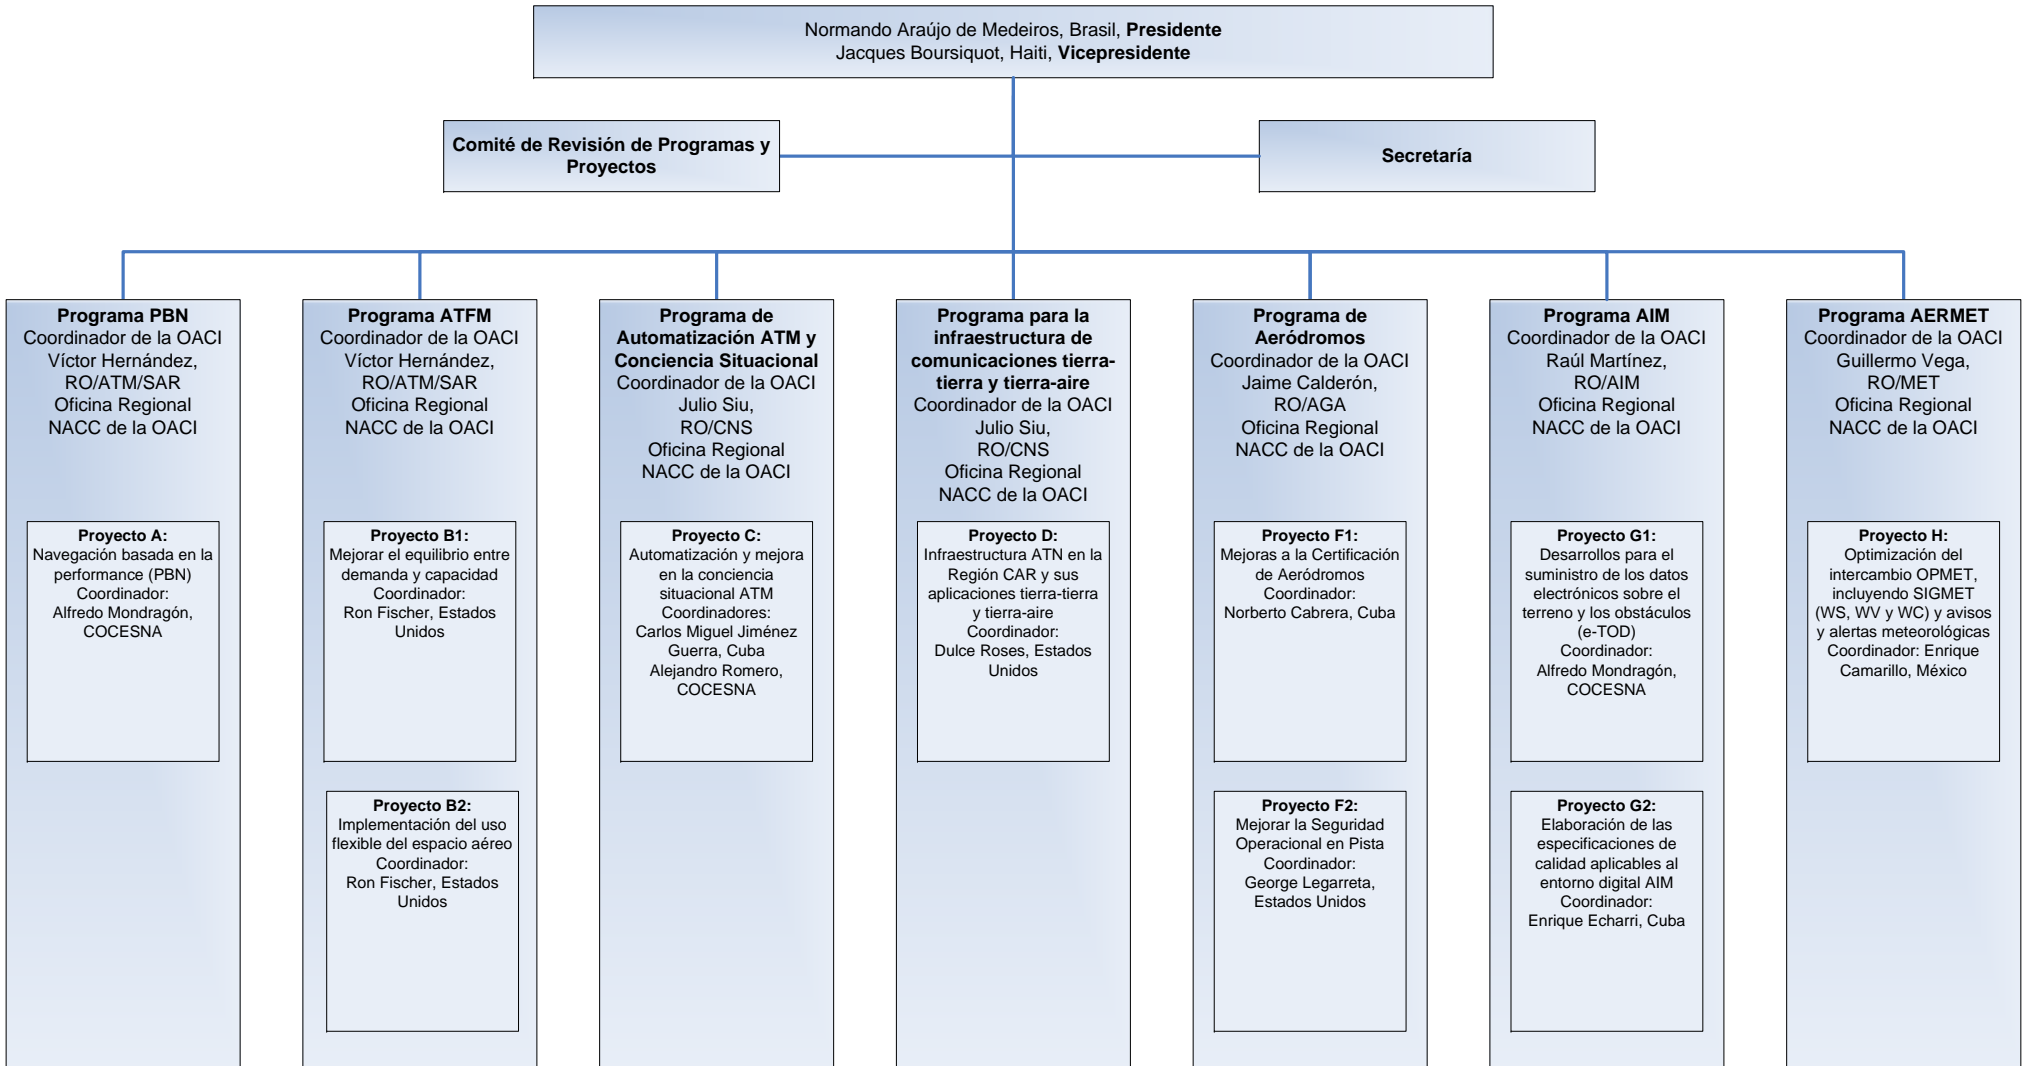 Normando Araújo de Medeiros, Brasil, Presidente
Jacques Boursiquot, Haiti, Vicepresidente
Comité de Revisión de Programas y
Proyectos
Secretaría
Programa PBN
Coordinador de la OACI
Víctor Hernández,
RO/ATM/SAR
Oficina Regional
NACC de la OACI
Proyecto A:
Navegación basada en la
performance (PBN)
Coordinador:
Alfredo Mondragón,
COCESNA
Programa ATFM
Coordinador de la OACI
Víctor Hernández,
RO/ATM/SAR
Oficina Regional
NACC de la OACI
Proyecto B1:
Mejorar el equilibrio entre
demanda y capacidad
Coordinador:
Ron Fischer, Estados
Unidos
Proyecto B2:
Implementación del uso
flexible del espacio aéreo
Coordinador:
Ron Fischer, Estados
Unidos
Programa de
Automatización ATM y
Conciencia Situacional
Coordinador de la OACI
Julio Siu,
RO/CNS
Oficina Regional
NACC de la OACI
Proyecto C:
Automatización y mejora
en la conciencia
situacional ATM
Coordinadores:
Carlos Miguel Jiménez
Guerra, Cuba
Alejandro Romero,
COCESNA
Programa para la
infraestructura de
comunicaciones tierra-
tierra y tierra-aire
Coordinador de la OACI
Julio Siu,
RO/CNS
Oficina Regional
NACC de la OACI
Proyecto D:
Infraestructura ATN en la
Región CAR y sus
aplicaciones tierra-tierra
y tierra-aire
Coordinador:
Dulce Roses, Estados
Unidos
Programa de
Aeródromos
Coordinador de la OACI
Jaime Calderón,
RO/AGA
Oficina Regional
NACC de la OACI
Proyecto F1:
Mejoras a la Certificación
de Aeródromos
Coordinador:
Norberto Cabrera, Cuba
Proyecto F2:
Mejorar la Seguridad
Operacional en Pista
Coordinador:
George Legarreta,
Estados Unidos
Programa AIM
Coordinador de la OACI
Raúl Martínez,
RO/AIM
Oficina Regional
NACC de la OACI
Proyecto G1:
Desarrollos para el
suministro de los datos
electrónicos sobre el
terreno y los obstáculos
(e-TOD)
Coordinador:
Alfredo Mondragón,
COCESNA
Proyecto G2:
Elaboración de las
especificaciones de
calidad aplicables al
entorno digital AIM
Coordinador:
Enrique Echarri, Cuba
Programa AERMET
Coordinador de la OACI
Guillermo Vega,
RO/MET
Oficina Regional
NACC de la OACI
Proyecto H:
Optimización del
intercambio OPMET,
incluyendo SIGMET
(WS, WV y WC) y avisos
y alertas meteorológicas
Coordinador: Enrique
Camarillo, México